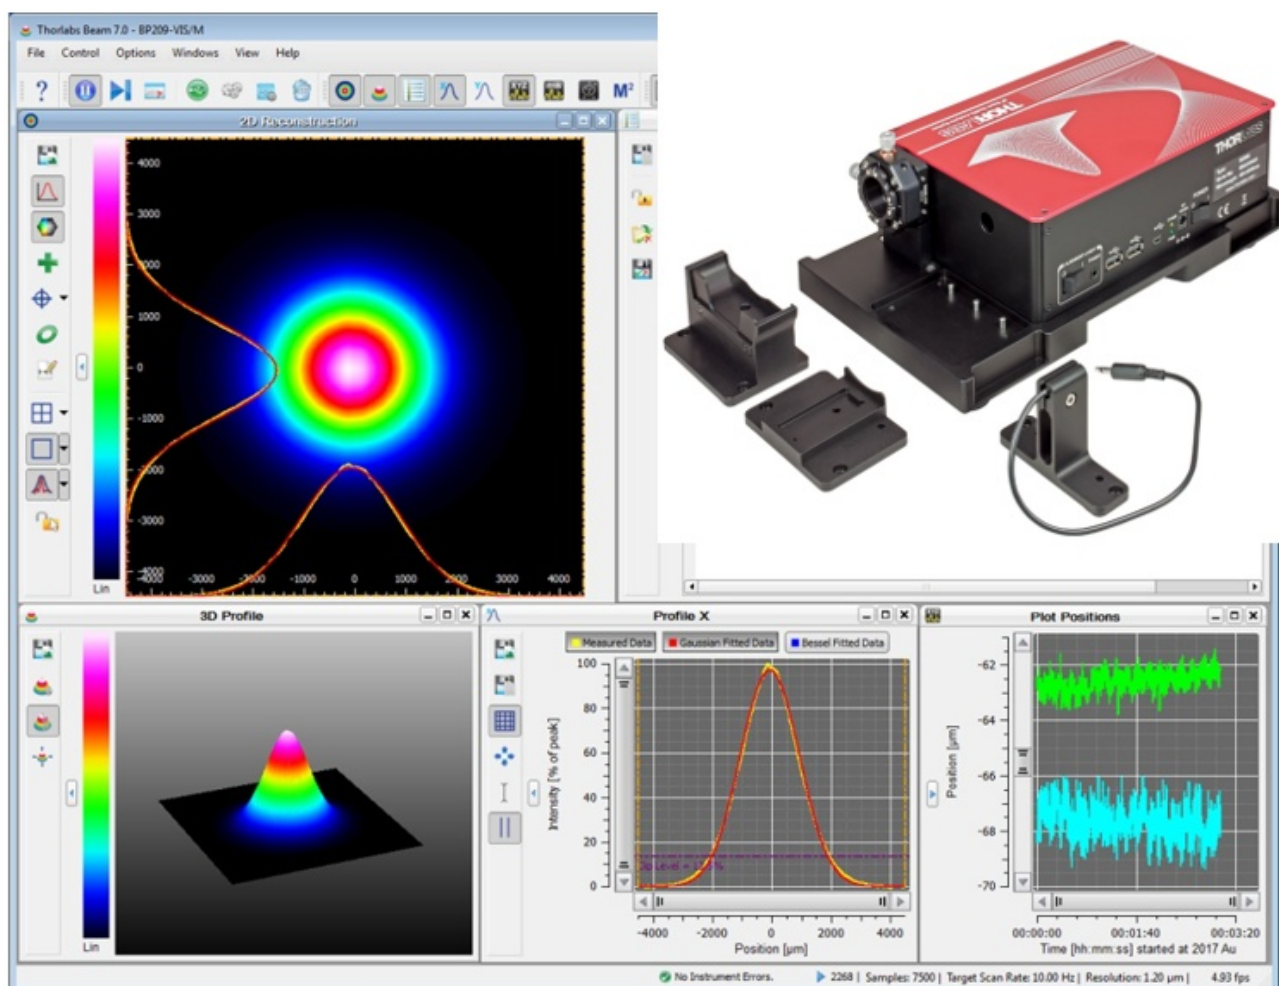 Thorlabs Beam 7.0 - BP209-VIS/M
File Control Options Windows View Help
? M²
2D Reconstruction
4000
3000
2000
1000
0
-1000
-2000
-3000
-4000
-3000 -2000 -1000 0 1000 2000 3000 4000
Lin
THORLABS
THORLABS
3D Profile
Lin
Profile X
Measured Data Gaussian Fitted Data Bessel Fitted Data
Intensity [% of peak]
100
80
60
40
20
0
-4000 -2000 0 2000 4000
Position [µm]
Plot Positions
Position [µm]
-62
-64
-66
-68
-70
00:00:00 00:01:40 00:03:20
Time [hh:mm:ss] started at 2017 Au
No Instrument Errors. 2268 | Samples: 7500 | Target Scan Rate: 10.00 Hz | Resolution: 1.20 µm | 4.93 fps